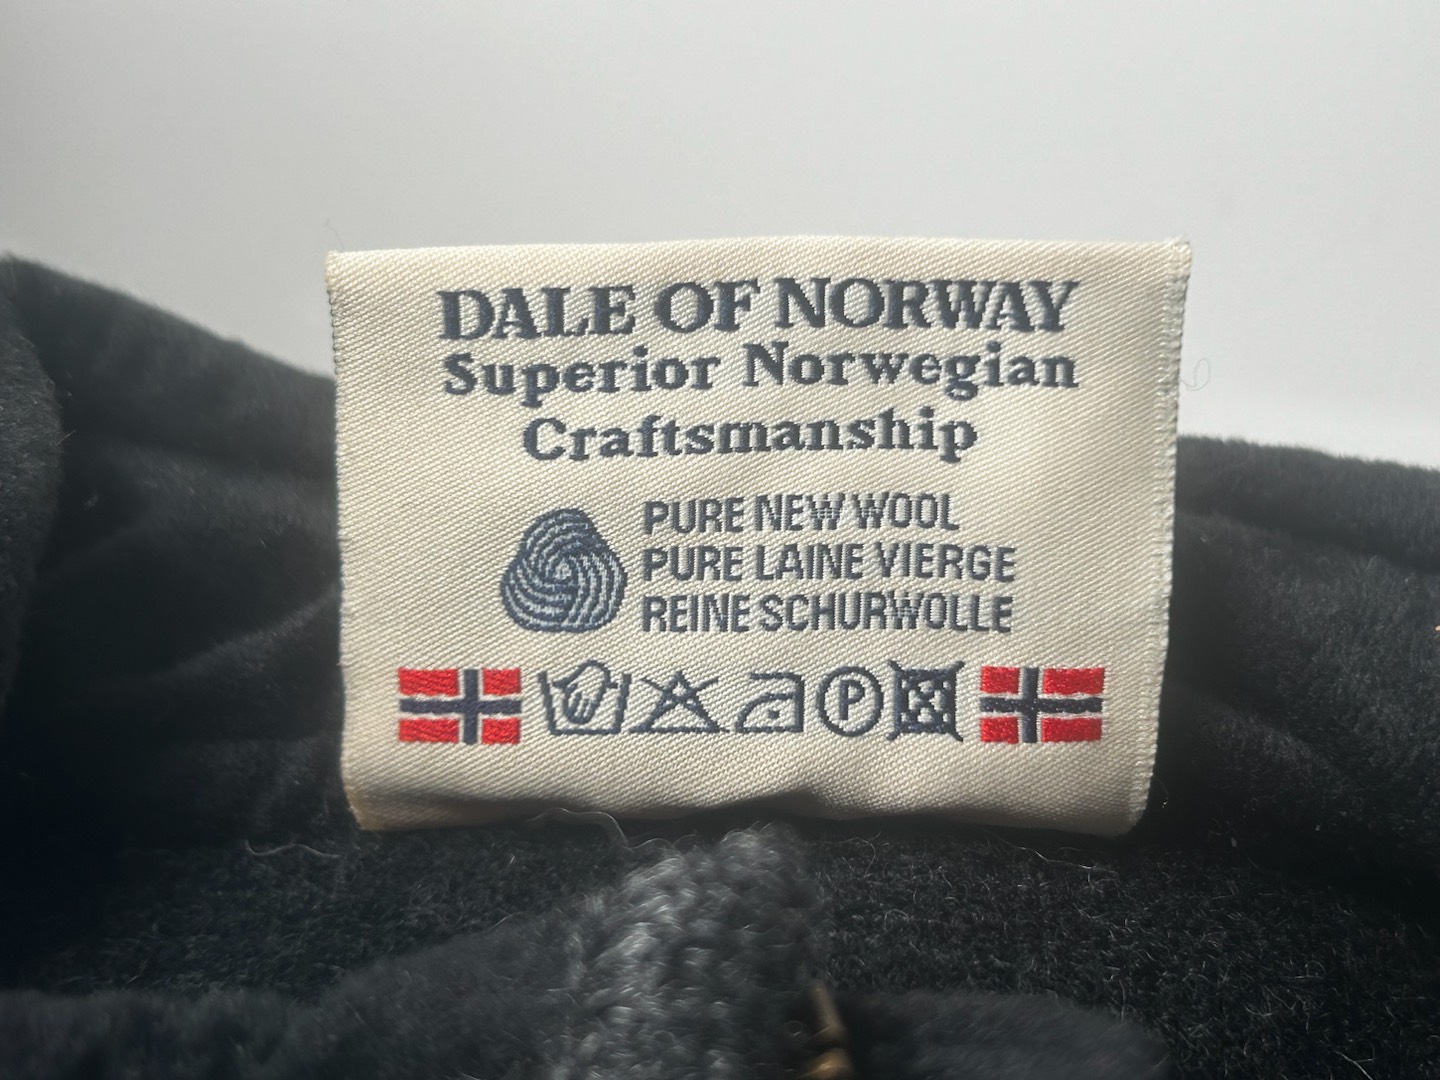 DALE OF NORWAY
Superior Norwegian
Craftsmanship
PURE NEW WOOL
PURE LAINE VIERGE
REINE SCHURWOLLE
P